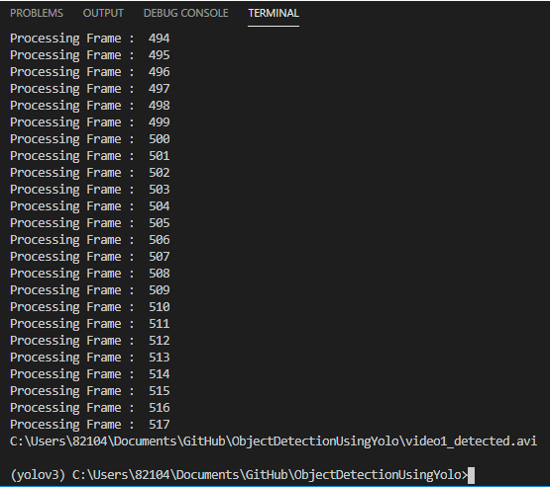 PROBLEMS OUTPUT DEBUG CONSOLE TERMINAL
Processing Frame :  494
Processing Frame :  495
Processing Frame :  496
Processing Frame :  497
Processing Frame :  498
Processing Frame :  499
Processing Frame :  500
Processing Frame :  501
Processing Frame :  502
Processing Frame :  503
Processing Frame :  504
Processing Frame :  505
Processing Frame :  506
Processing Frame :  507
Processing Frame :  508
Processing Frame :  509
Processing Frame :  510
Processing Frame :  511
Processing Frame :  512
Processing Frame :  513
Processing Frame :  514
Processing Frame :  515
Processing Frame :  516
Processing Frame :  517
C:\Users\82104\Documents\GitHub\ObjectDetectionUsingYolo\video1_detected.avi
(yolov3) C:\Users\82104\Documents\GitHub\ObjectDetectionUsingYolo>